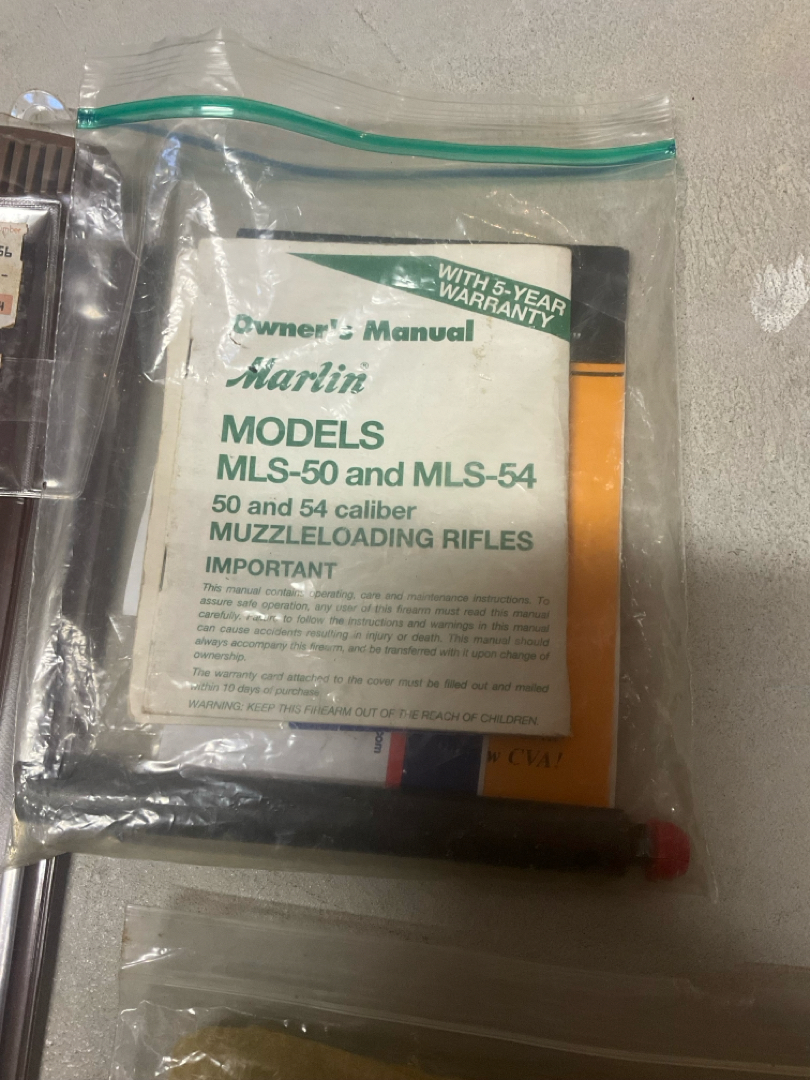 WITH 5-YEAR
WARRANTY
Owner's Manual
Marlin®
MODELS
MLS-50 and MLS-54
50 and 54 caliber
MUZZLELOADING RIFLES
IMPORTANT
This manual contains operating, care and maintenance instructions. To
assure safe operation, any user of this firearm must read this manual
carefully. Failure to follow the instructions and warnings in this manual
can cause accidents resulting in injury or death. This manual should
always accompany this firearm, and be transferred with it upon change of
ownership.
The warranty card attached to the cover must be filled out and mailed
within 10 days of purchase.
WARNING: KEEP THIS FIREARM OUT OF THE REACH OF CHILDREN.
com
w CVA!
56